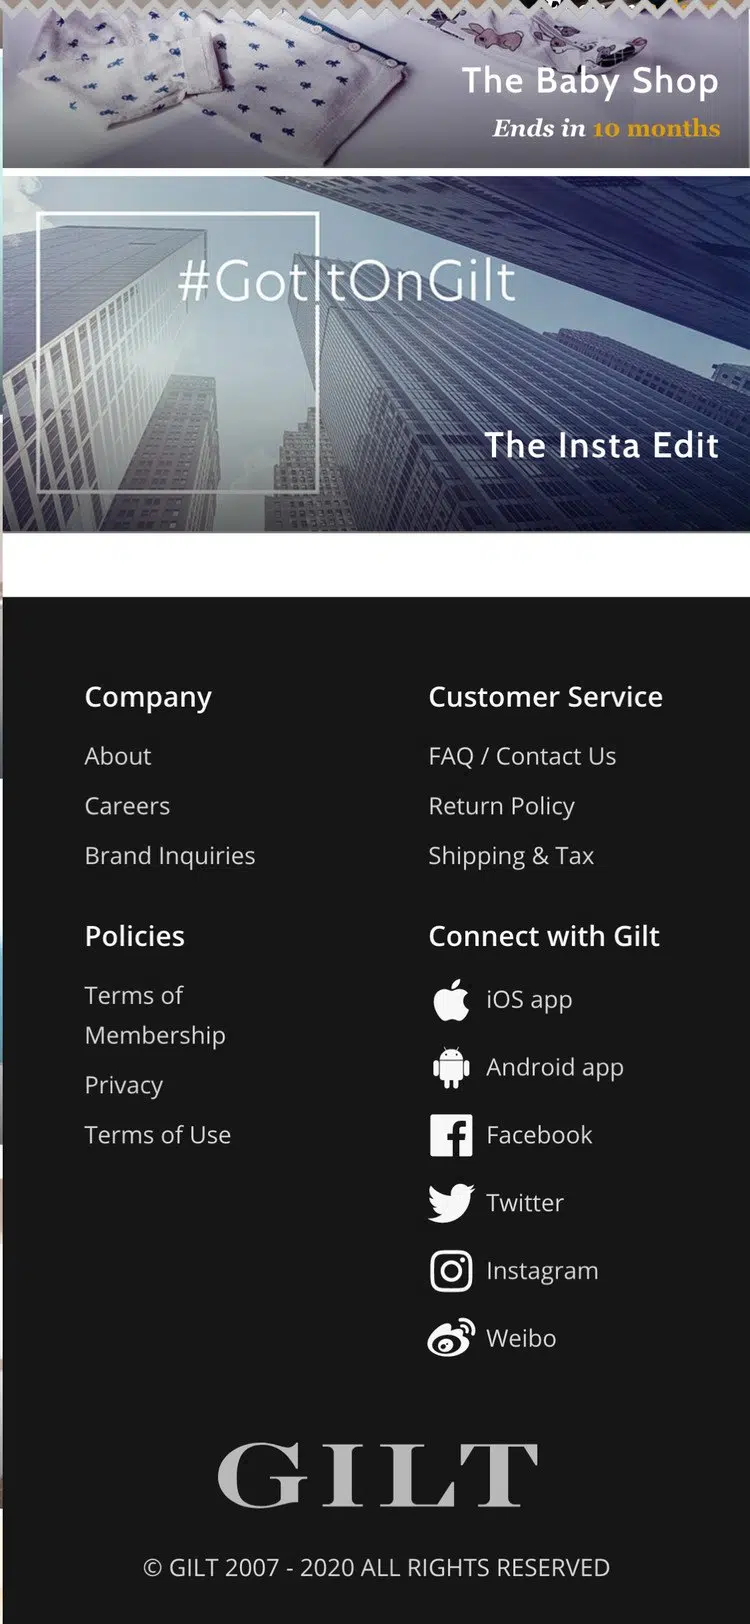 The Baby Shop
Ends in 10 months
#GotItOnGilt
The Insta Edit
Company
About
Careers
Brand Inquiries
Customer Service
FAQ / Contact Us
Return Policy
Shipping & Tax
Policies
Terms of
Membership
Privacy
Terms of Use
Connect with Gilt
iOS app
Android app
Facebook
Twitter
Instagram
Weibo
GILT
© GILT 2007 - 2020 ALL RIGHTS RESERVED